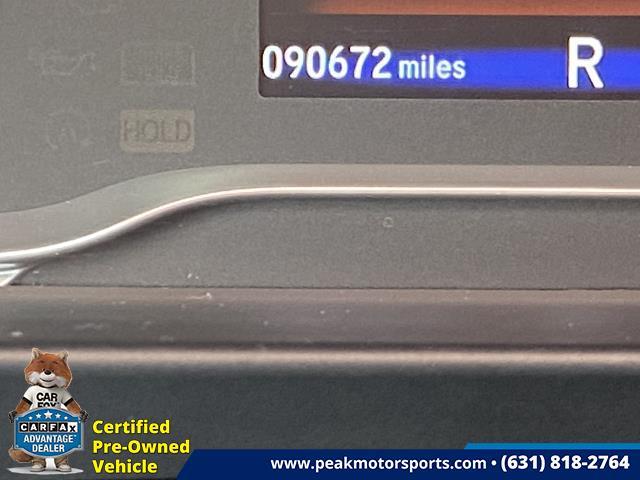 090672 miles R
HOLD
CAR
FOX
CARFAX
ADVANTAGE
DEALER
Certified
Pre-Owned
Vehicle
www.peakmotorsports.com • (631) 818-2764